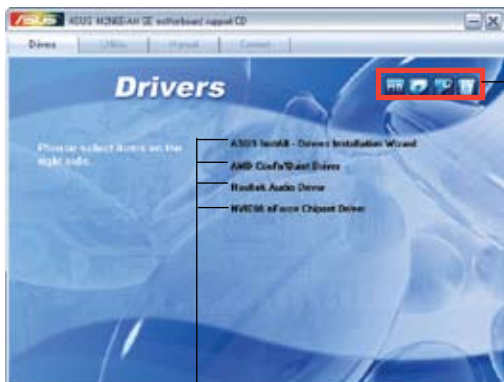 ASUS M2N68-AM SE motherboard support CD
Drivers Utilities Manual Contact
Drivers
Please select items on the
right side.
ASUS InstAll - Drivers Installation Wizard
AMD Cool'n'Quiet Driver
Realtek Audio Driver
NVIDIA nForce Chipset Driver